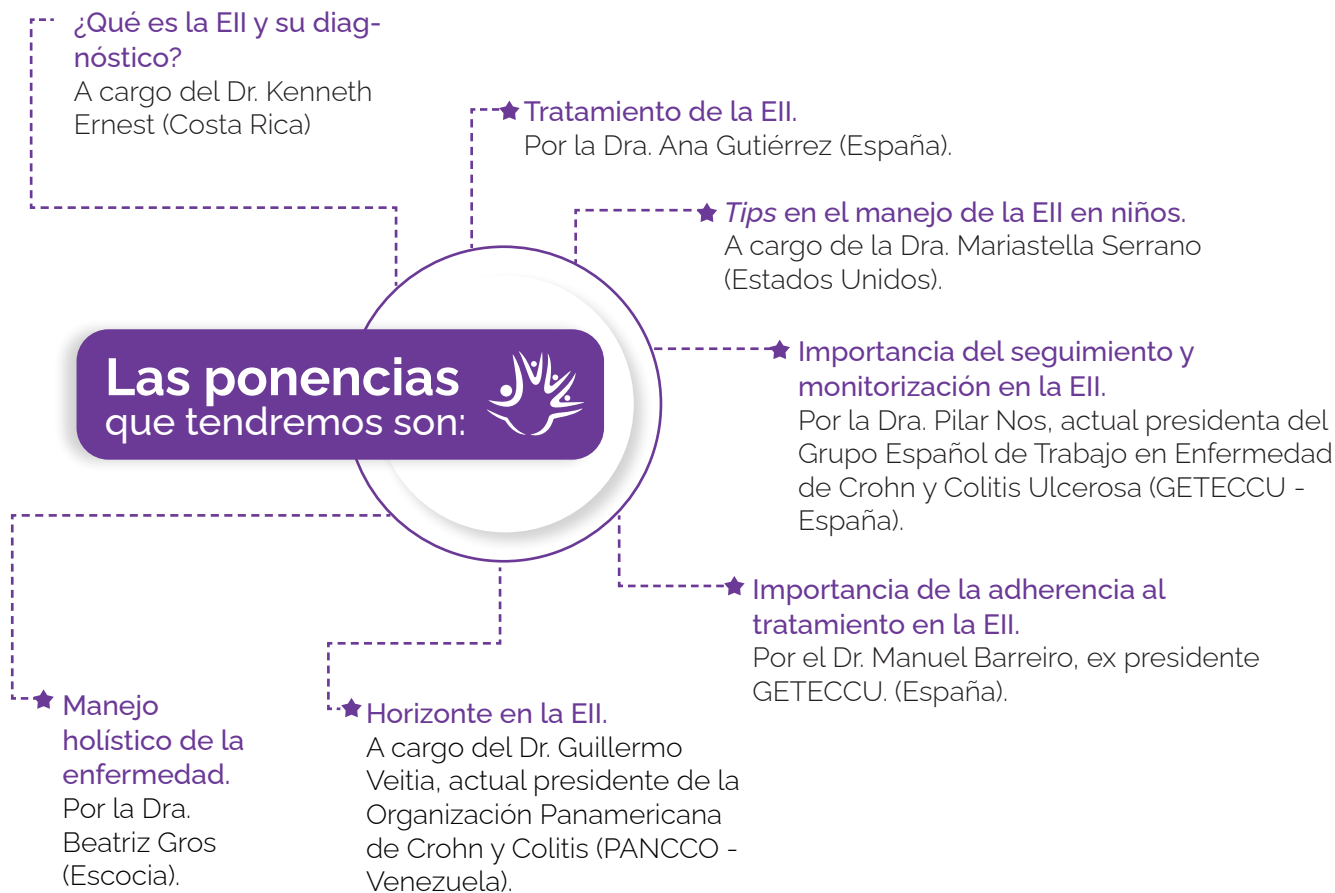 ¿Qué es la EII y su diag-
nóstico?
A cargo del Dr. Kenneth
Ernest (Costa Rica)
Tratamiento de la EII.
Por la Dra. Ana Gutiérrez (España).
Tips en el manejo de la EII en niños.
A cargo de la Dra. Mariastella Serrano
(Estados Unidos).
Las ponencias
que tendremos son:
Importancia del seguimiento y
monitorización en la EII.
Por la Dra. Pilar Nos, actual presidenta del
Grupo Español de Trabajo en Enfermedad
de Crohn y Colitis Ulcerosa (GETECCU -
España).
Importancia de la adherencia al
tratamiento en la EII.
Por el Dr. Manuel Barreiro, ex presidente
GETECCU. (España).
Manejo
holístico de la
enfermedad.
Por la Dra.
Beatriz Gros
(Escocia).
Horizonte en la EII.
A cargo del Dr. Guillermo
Veitia, actual presidente de la
Organización Panamericana
de Crohn y Colitis (PANCCO -
Venezuela).